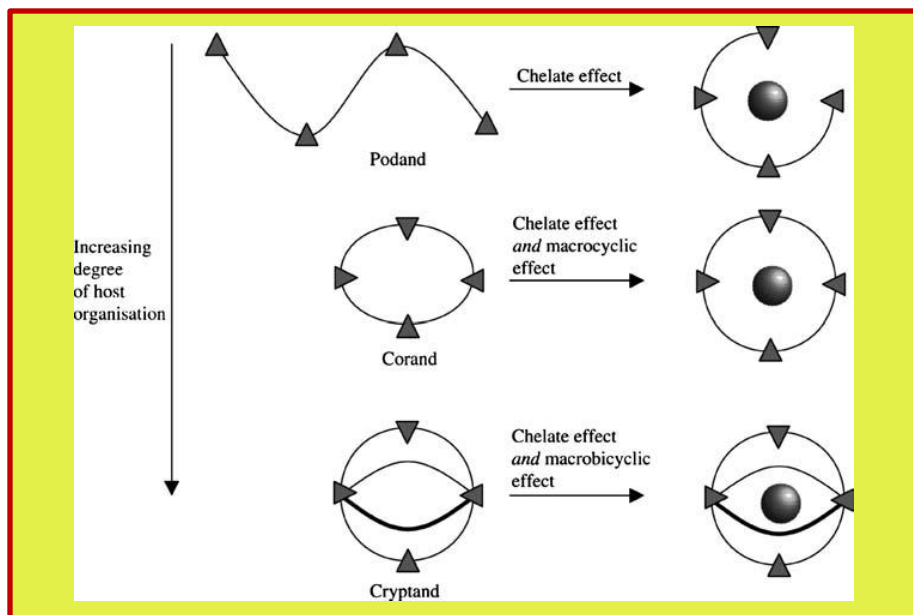 Chelate effect
Podand
Increasing
degree
of host
organisation
Chelate effect
and macrocyclic
effect
Corand
Chelate effect
and macrobicyclic
effect
Cryptand